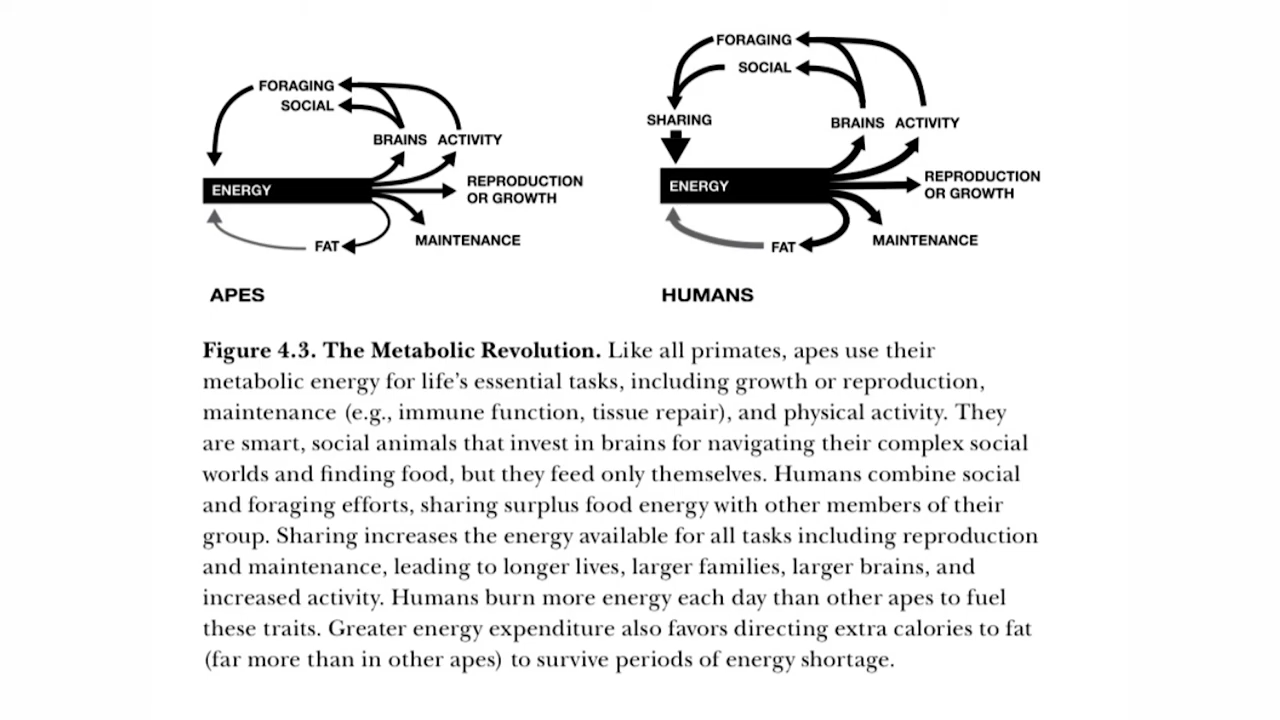 FORAGING
SOCIAL
BRAINS ACTIVITY
ENERGY
REPRODUCTION
OR GROWTH
FAT
MAINTENANCE
APES
FORAGING
SOCIAL
SHARING
BRAINS ACTIVITY
ENERGY
REPRODUCTION
OR GROWTH
FAT
MAINTENANCE
HUMANS
Figure 4.3. The Metabolic Revolution. Like all primates, apes use their
metabolic energy for life's essential tasks, including growth or reproduction,
maintenance (e.g., immune function, tissue repair), and physical activity. They
are smart, social animals that invest in brains for navigating their complex social
worlds and finding food, but they feed only themselves. Humans combine social
and foraging efforts, sharing surplus food energy with other members of their
group. Sharing increases the energy available for all tasks including reproduction
and maintenance, leading to longer lives, larger families, larger brains, and
increased activity. Humans burn more energy each day than other apes to fuel
these traits. Greater energy expenditure also favors directing extra calories to fat
(far more than in other apes) to survive periods of energy shortage.